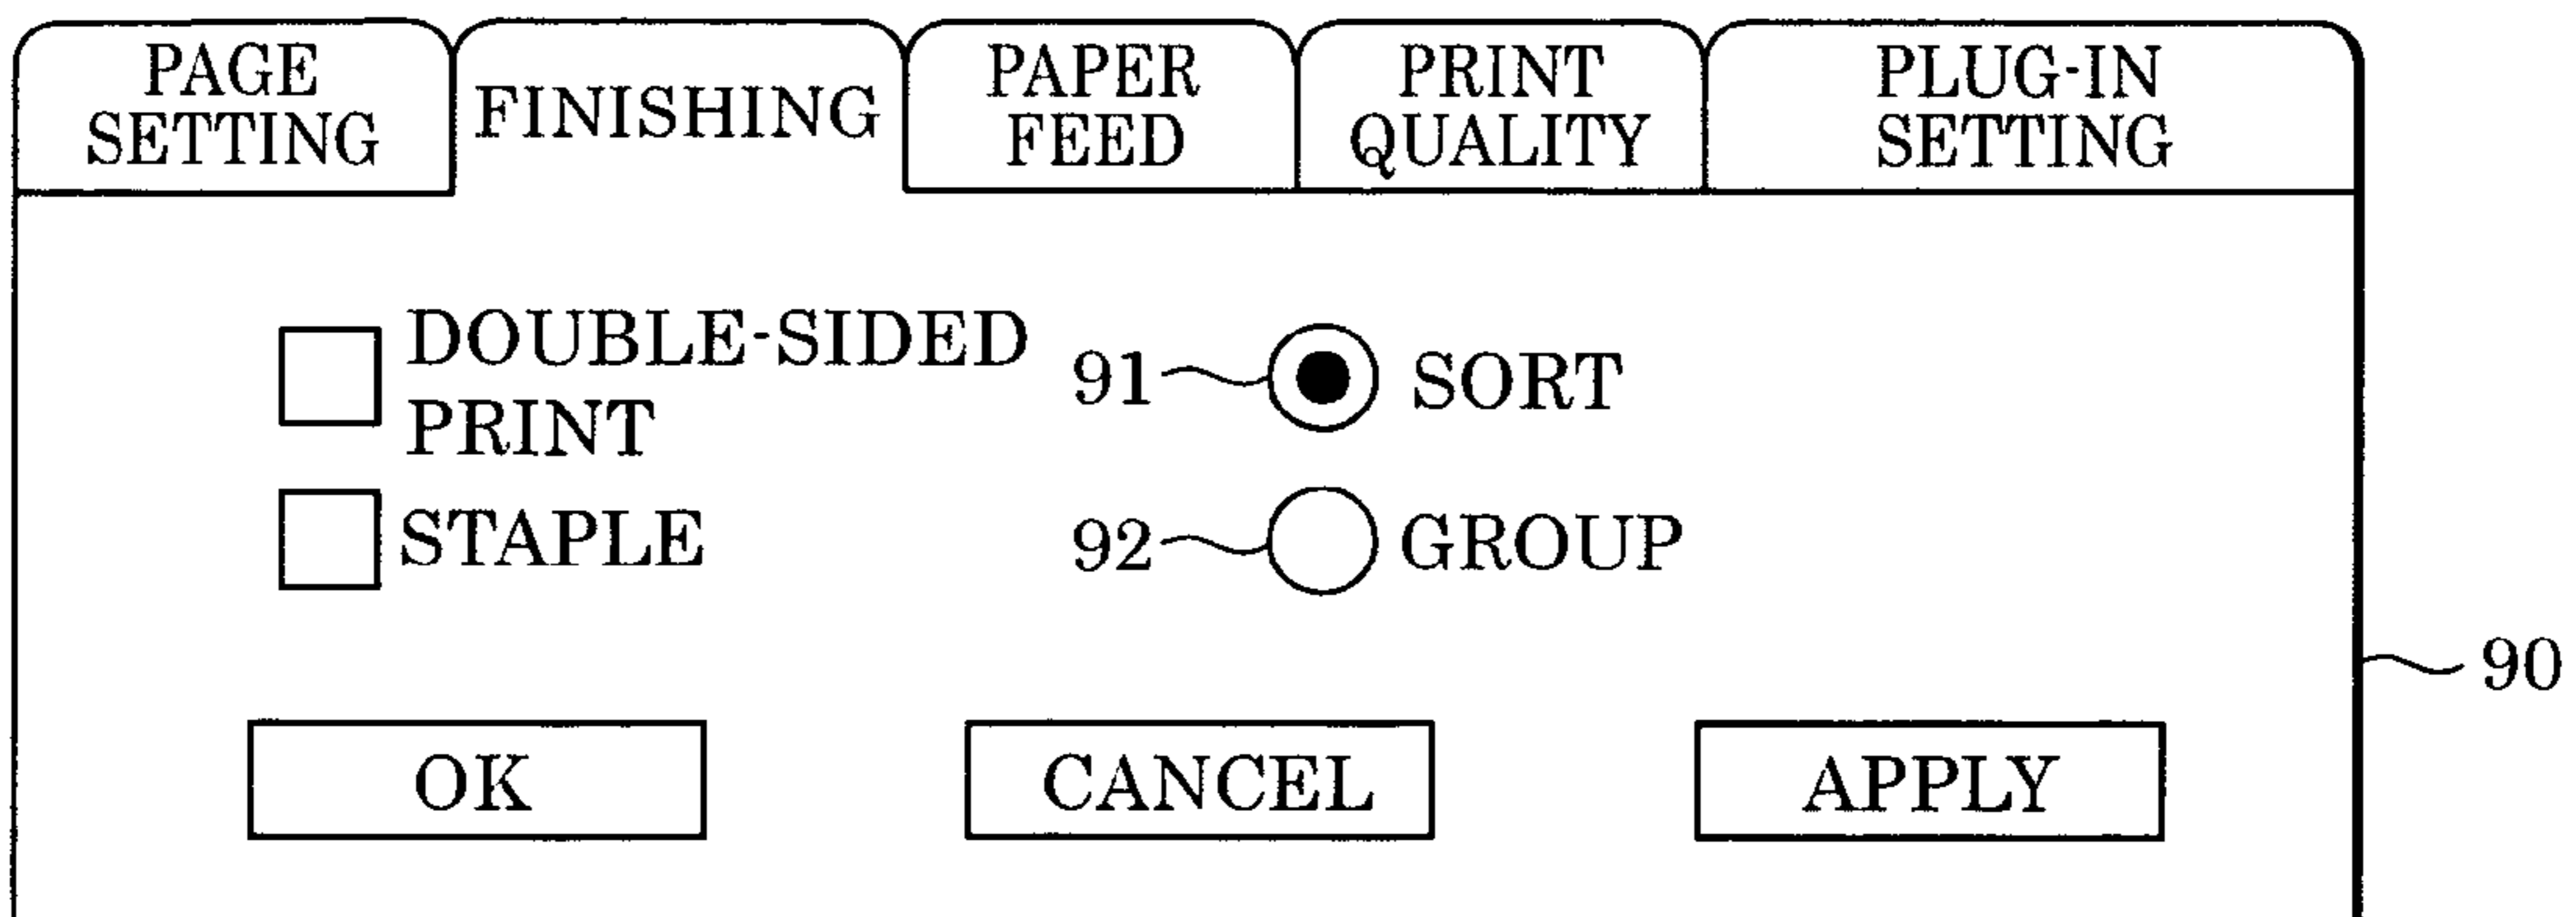 PAGE
SETTING
FINISHING
PAPER
FEED
PRINT
QUALITY
PLUG-IN
SETTING
DOUBLE-SIDED
PRINT
91
SORT
STAPLE
92
GROUP
90
OK
CANCEL
APPLY